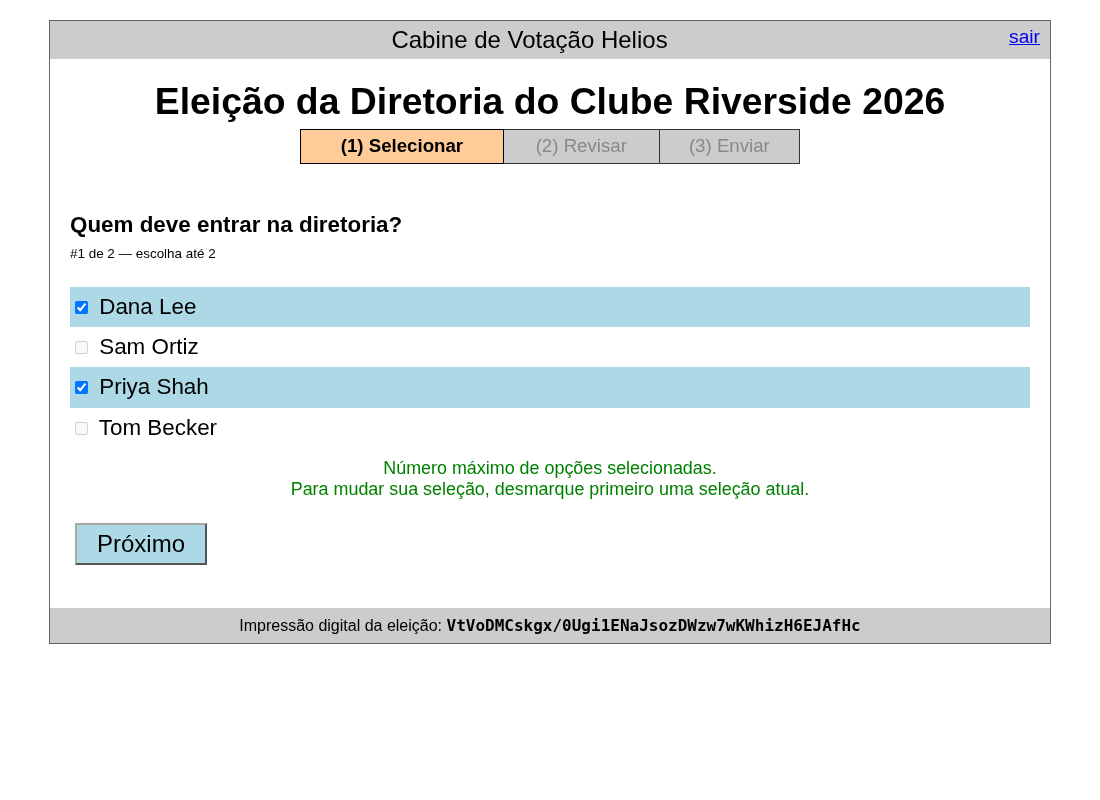 Cabine de Votação Helios
sair
Eleição da Diretoria do Clube Riverside 2026
(1) Selecionar
(2) Revisar
(3) Enviar
Quem deve entrar na diretoria?
#1 de 2 — escolha até 2
Dana Lee
Sam Ortiz
Priya Shah
Tom Becker
Número máximo de opções selecionadas.
Para mudar sua seleção, desmarque primeiro uma seleção atual.
Próximo
Impressão digital da eleição: VtVoDMCskgx/0Ugi1ENaJsozDWzw7wKWhizH6EJAfHc